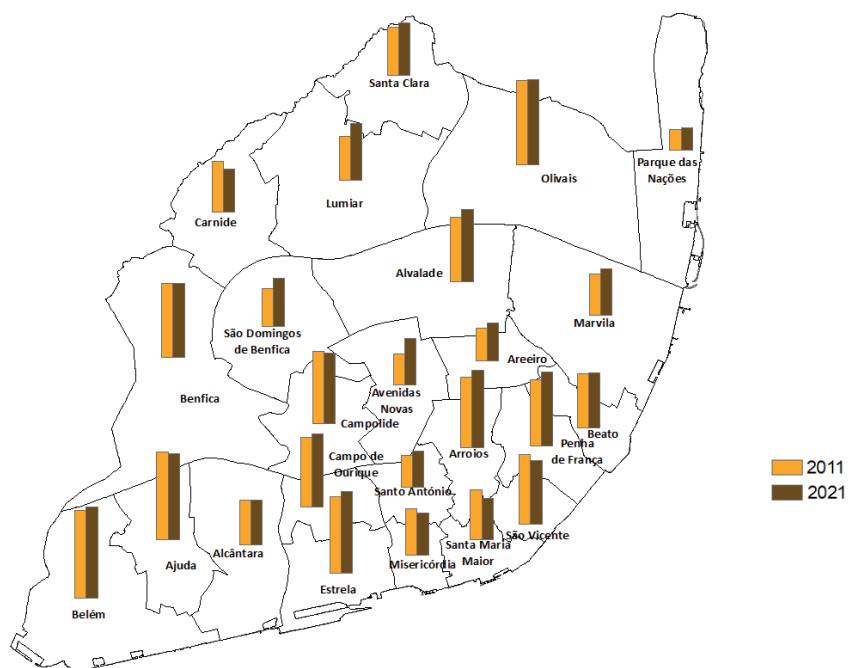 Santa Clara
Olivais
Parque das
Nações
Lumiar
Carnide
Alvalade
Marvila
São Domingos
de Benfica
Areeiro
Avenidas
Novas
Benfica
Campolide
Beato
Penha
de França
Campo de
Ourique
Arroios
Santo António
2011
2021
São Vicente
Santa Maria
Maior
Alcântara
Ajuda
Misericórdia
Estrela
Belém